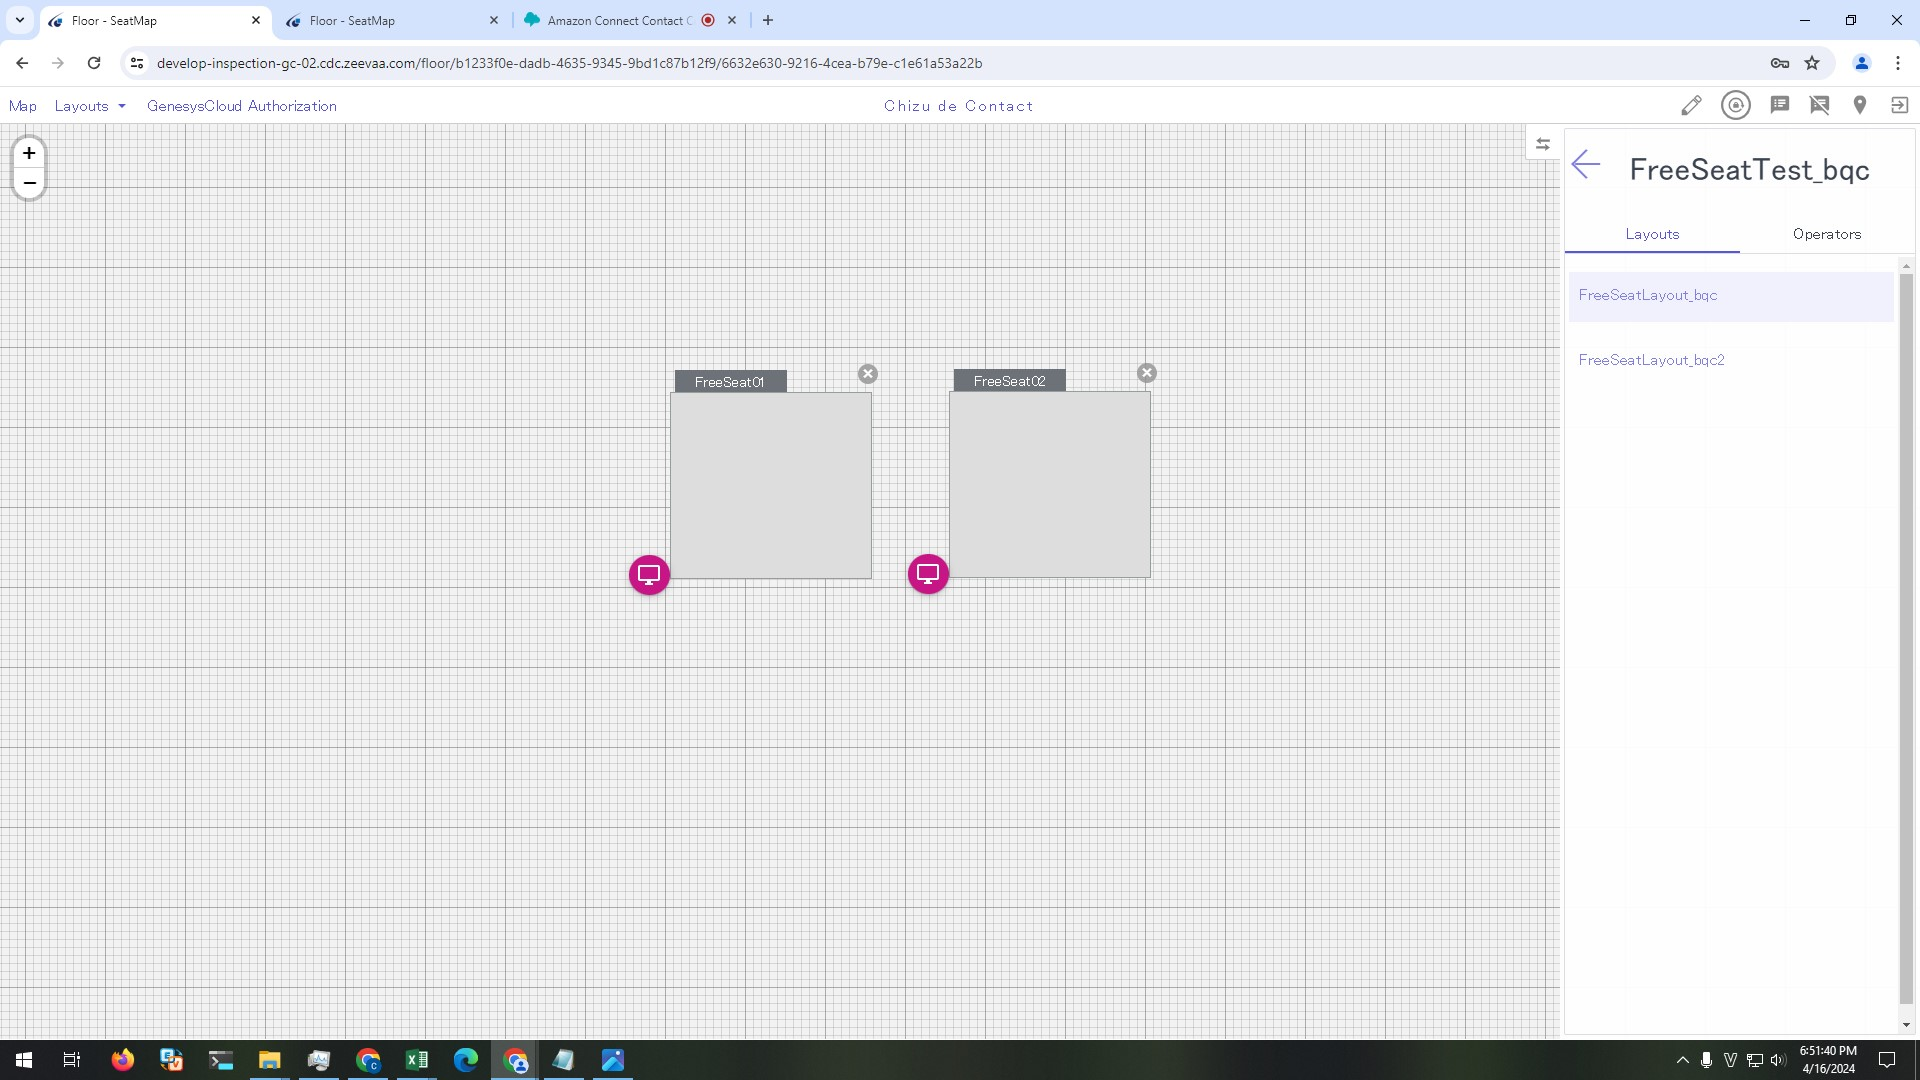 Floor - SeatMap
Floor - SeatMap
Amazon Connect Contact C
develop-inspection-gc-02.cdc.zeevaa.com/floor/b1233f0e-dadb-4635-9345-9bd1c87b12f9/6632e630-9216-4cea-b79e-c1e61a53a22b
Map Layouts GenesysCloud Authorization
Chizu de Contact
FreeSeatTest_bqc
Layouts
Operators
FreeSeatLayout_bqc
FreeSeatLayout_bqc2
FreeSeat01
FreeSeat02
6:51:40 PM
4/16/2024